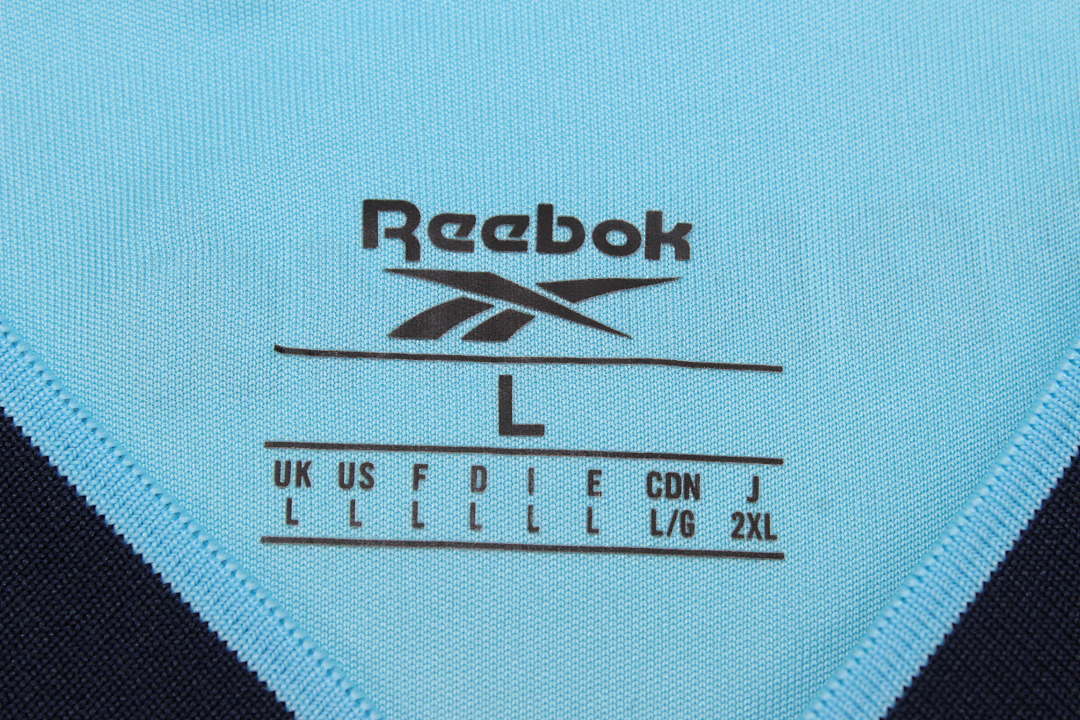 Reebok
L
UK US F D I E CDN J
L L L L L L L/G 2XL